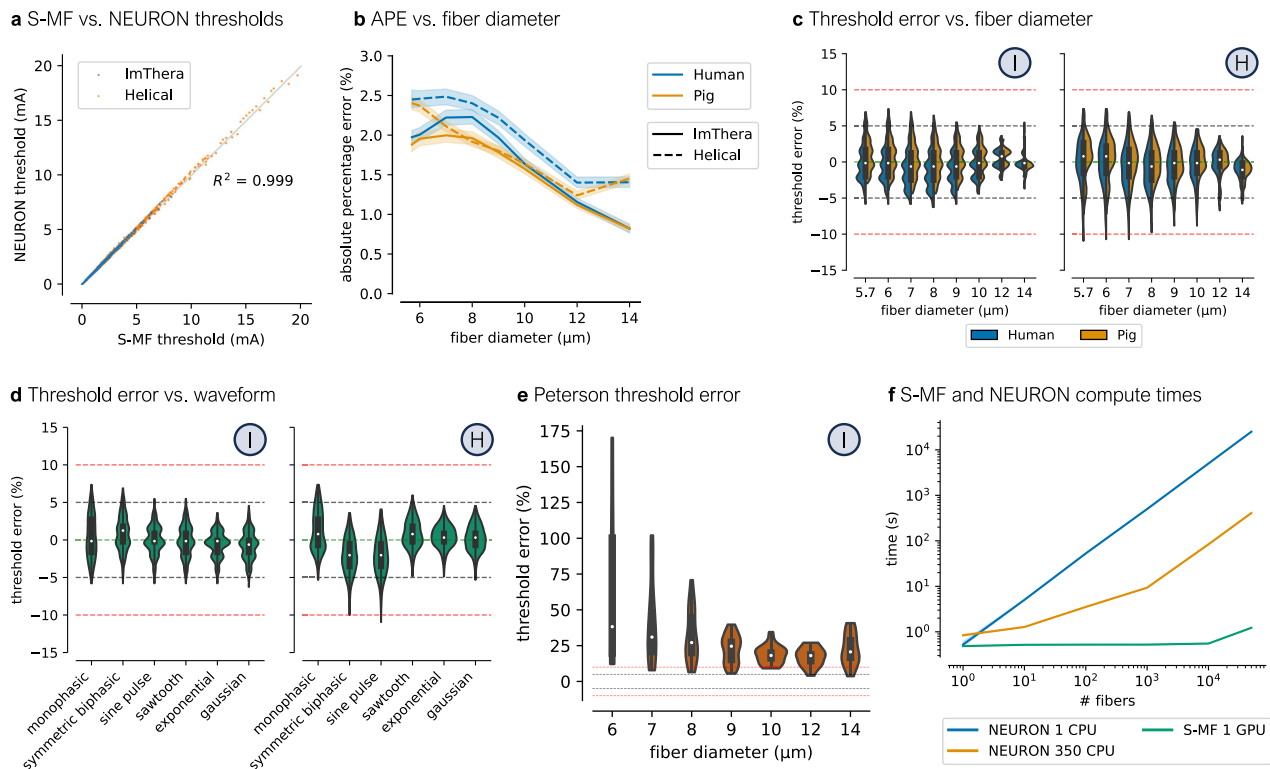 a S-MF vs. NEURON thresholds
ImThera
Helical
R² = 0.999
NEURON threshold (mA)
20
15
10
5
0
0 5 10 15 20
S-MF threshold (mA)
b APE vs. fiber diameter
absolute percentage error (%)
3.0
2.5
2.0
1.5
1.0
0.5
0.0
6 8 10 12 14
fiber diameter (μm)
Human
Pig
ImThera
Helical
c Threshold error vs. fiber diameter
I
H
threshold error (%)
15
10
5
0
−5
−10
−15
5.7 6 7 8 9 10 12 14
5.7 6 7 8 9 10 12 14
fiber diameter (μm)
fiber diameter (μm)
Human Pig
d Threshold error vs. waveform
I
H
threshold error (%)
15
10
5
0
−5
−10
−15
monophasic
symmetric biphasic
sine pulse
sawtooth
exponential
gaussian
monophasic
symmetric biphasic
sine pulse
sawtooth
exponential
gaussian
e Peterson threshold error
I
threshold error (%)
175
150
125
100
75
50
25
0
6 7 8 9 10 12 14
fiber diameter (μm)
f S-MF and NEURON compute times
time (s)
10⁴
10³
10²
10¹
10⁰
10⁰ 10¹ 10² 10³ 10⁴
# fibers
NEURON 1 CPU
NEURON 350 CPU
S-MF 1 GPU